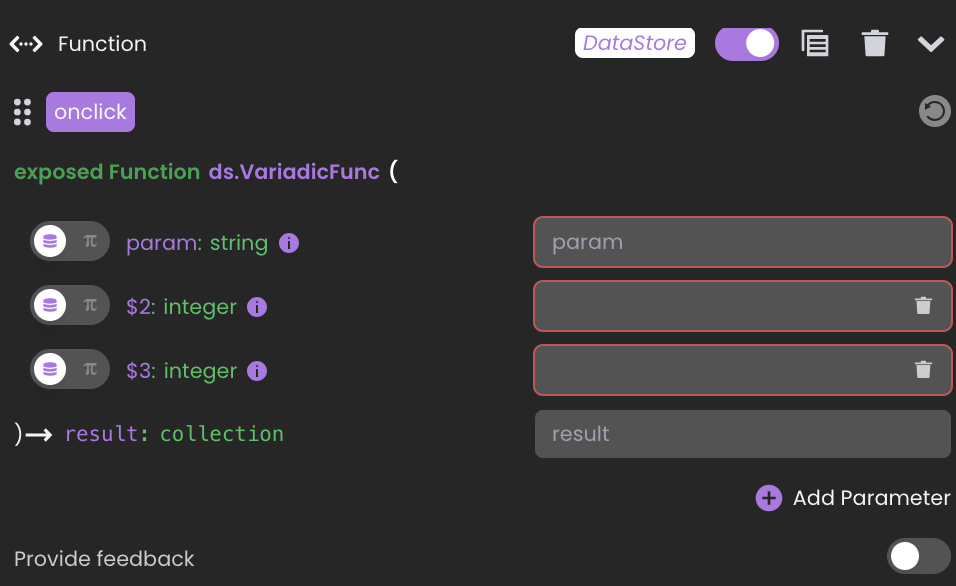 Function DataStore
onclick
exposed Function ds.VariadicFunc (
π param: string i param
π $2: integer i
π $3: integer i
)→ result: collection result
+ Add Parameter
Provide feedback